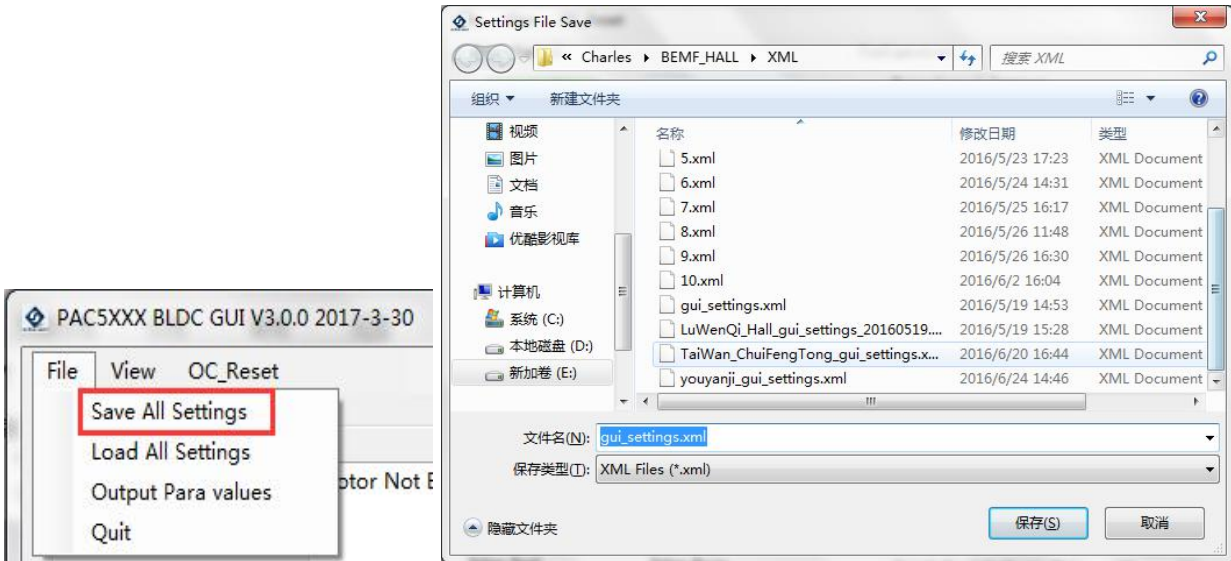 PAC5XXX BLDC GUI V3.0.0 2017-3-30
File View OC_Reset
Save All Settings
Load All Settings
Output Para values
Quit
otor Not
Settings File Save
« Charles ▸ BEMF_HALL ▸ XML
搜索 XML
组织 新建文件夹
视频
图片
文档
音乐
优酷影视库
计算机
系统 (C:)
本地磁盘 (D:)
新加卷 (E:)
名称 修改日期 类型
5.xml 2016/5/23 17:23 XML Document
6.xml 2016/5/24 14:31 XML Document
7.xml 2016/5/25 16:17 XML Document
8.xml 2016/5/26 11:48 XML Document
9.xml 2016/5/26 16:30 XML Document
10.xml 2016/6/2 16:04 XML Document
gui_settings.xml 2016/5/19 14:53 XML Document
LuWenQi_Hall_gui_settings_20160519.... 2016/5/19 15:28 XML Document
TaiWan_ChuiFengTong_gui_settings.x... 2016/6/20 16:44 XML Document
youyanji_gui_settings.xml 2016/6/24 14:46 XML Document
文件名(N): gui_settings.xml
保存类型(T): XML Files (*.xml)
隐藏文件夹 保存(S) 取消